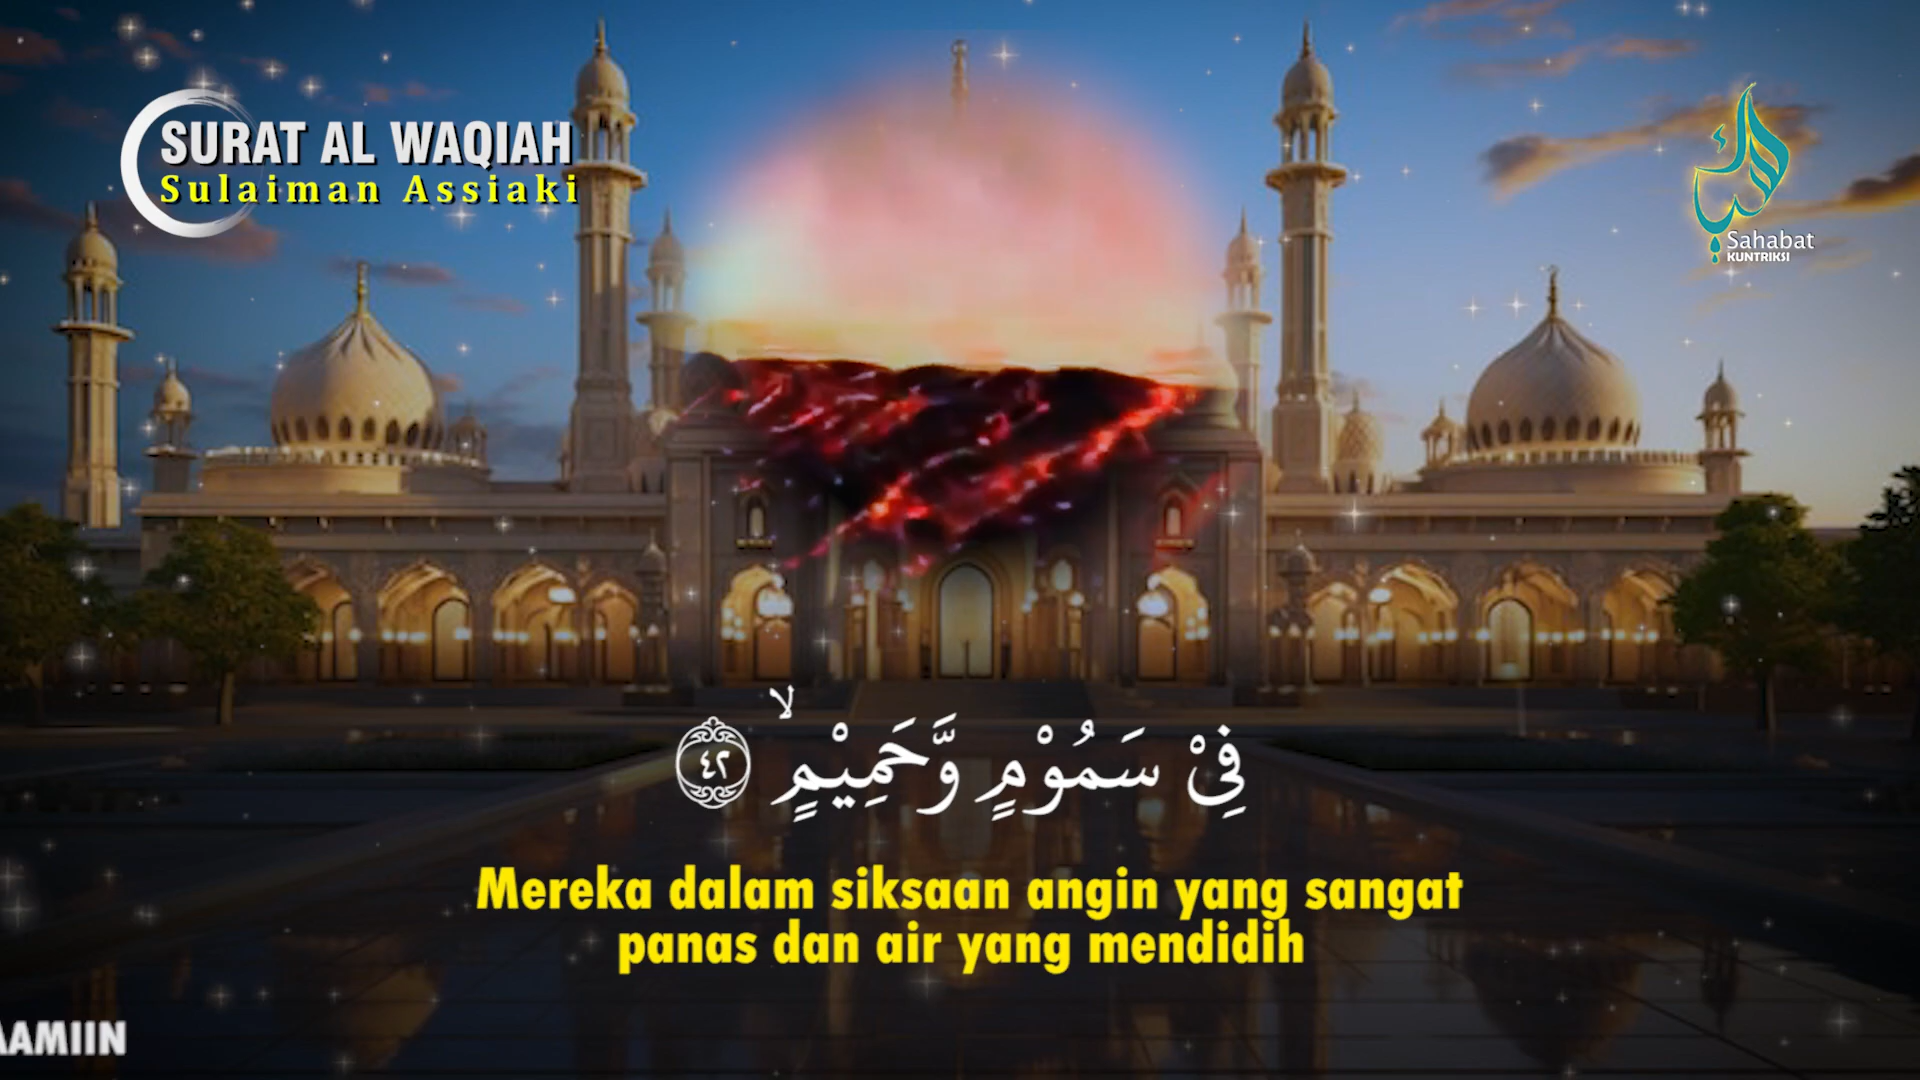 SURAT AL WAQIAH
Sulaiman Assiaki
Sahabat
KUNTRIKSI
فِيْ سَمُوْمٍ وَّحَمِيْمٍۙ ٤٢
Mereka dalam siksaan angin yang sangat
panas dan air yang mendidih
AAMIIN